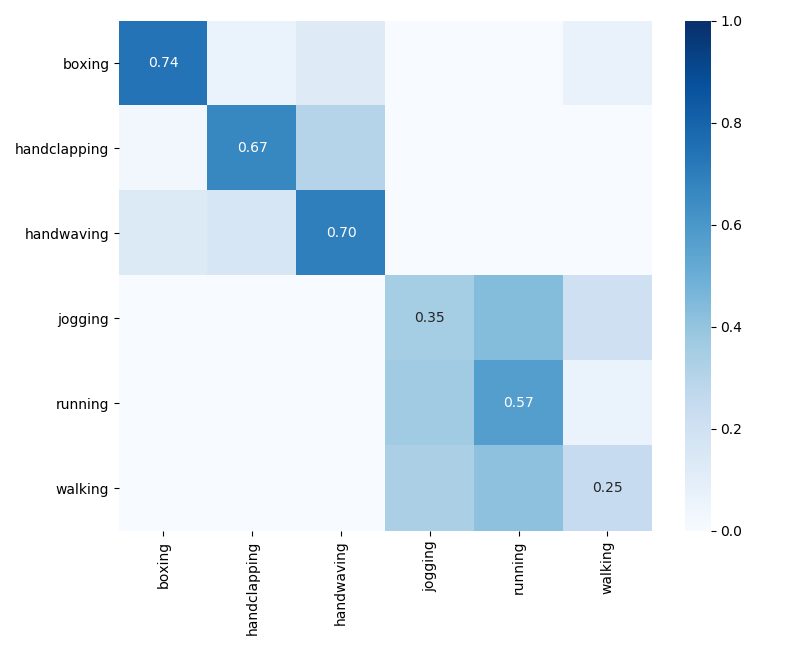 boxing
handclapping
handwaving
jogging
running
walking
0.74
0.67
0.70
0.35
0.57
0.25
boxing
handclapping
handwaving
jogging
running
walking
1.0
0.8
0.6
0.4
0.2
0.0